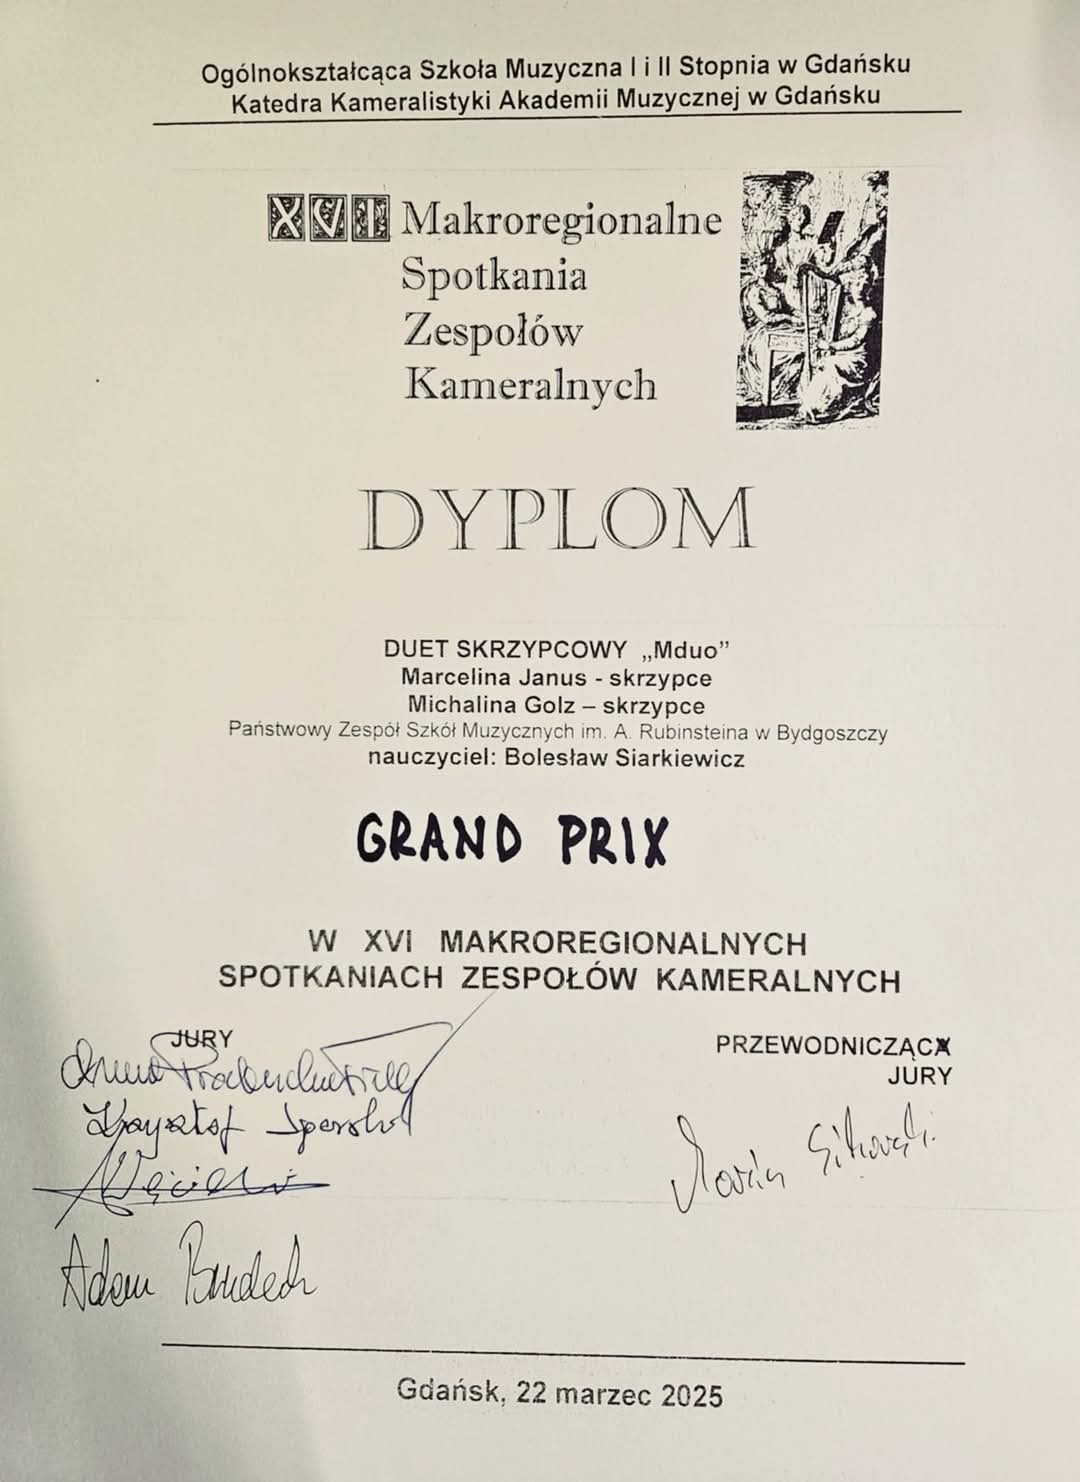 Ogólnokształcąca Szkoła Muzyczna I i II Stopnia w Gdańsku
Katedra Kameralistyki Akademii Muzycznej w Gdańsku
XVI Makroregionalne
Spotkania
Zespołów
Kameralnych
DYPLOM
DUET SKRZYPCOWY „Mduo”
Marcelina Janus - skrzypce
Michalina Golz – skrzypce
Państwowy Zespół Szkół Muzycznych im. A. Rubinsteina w Bydgoszczy
nauczyciel: Bolesław Siarkiewicz
GRAND PRIX
W XVI MAKROREGIONALNYCH
SPOTKANIACH ZESPOŁÓW KAMERALNYCH
JURY
Krzysztof
Adam
PRZEWODNICZĄC
JURY
Gdańsk, 22 marzec 2025